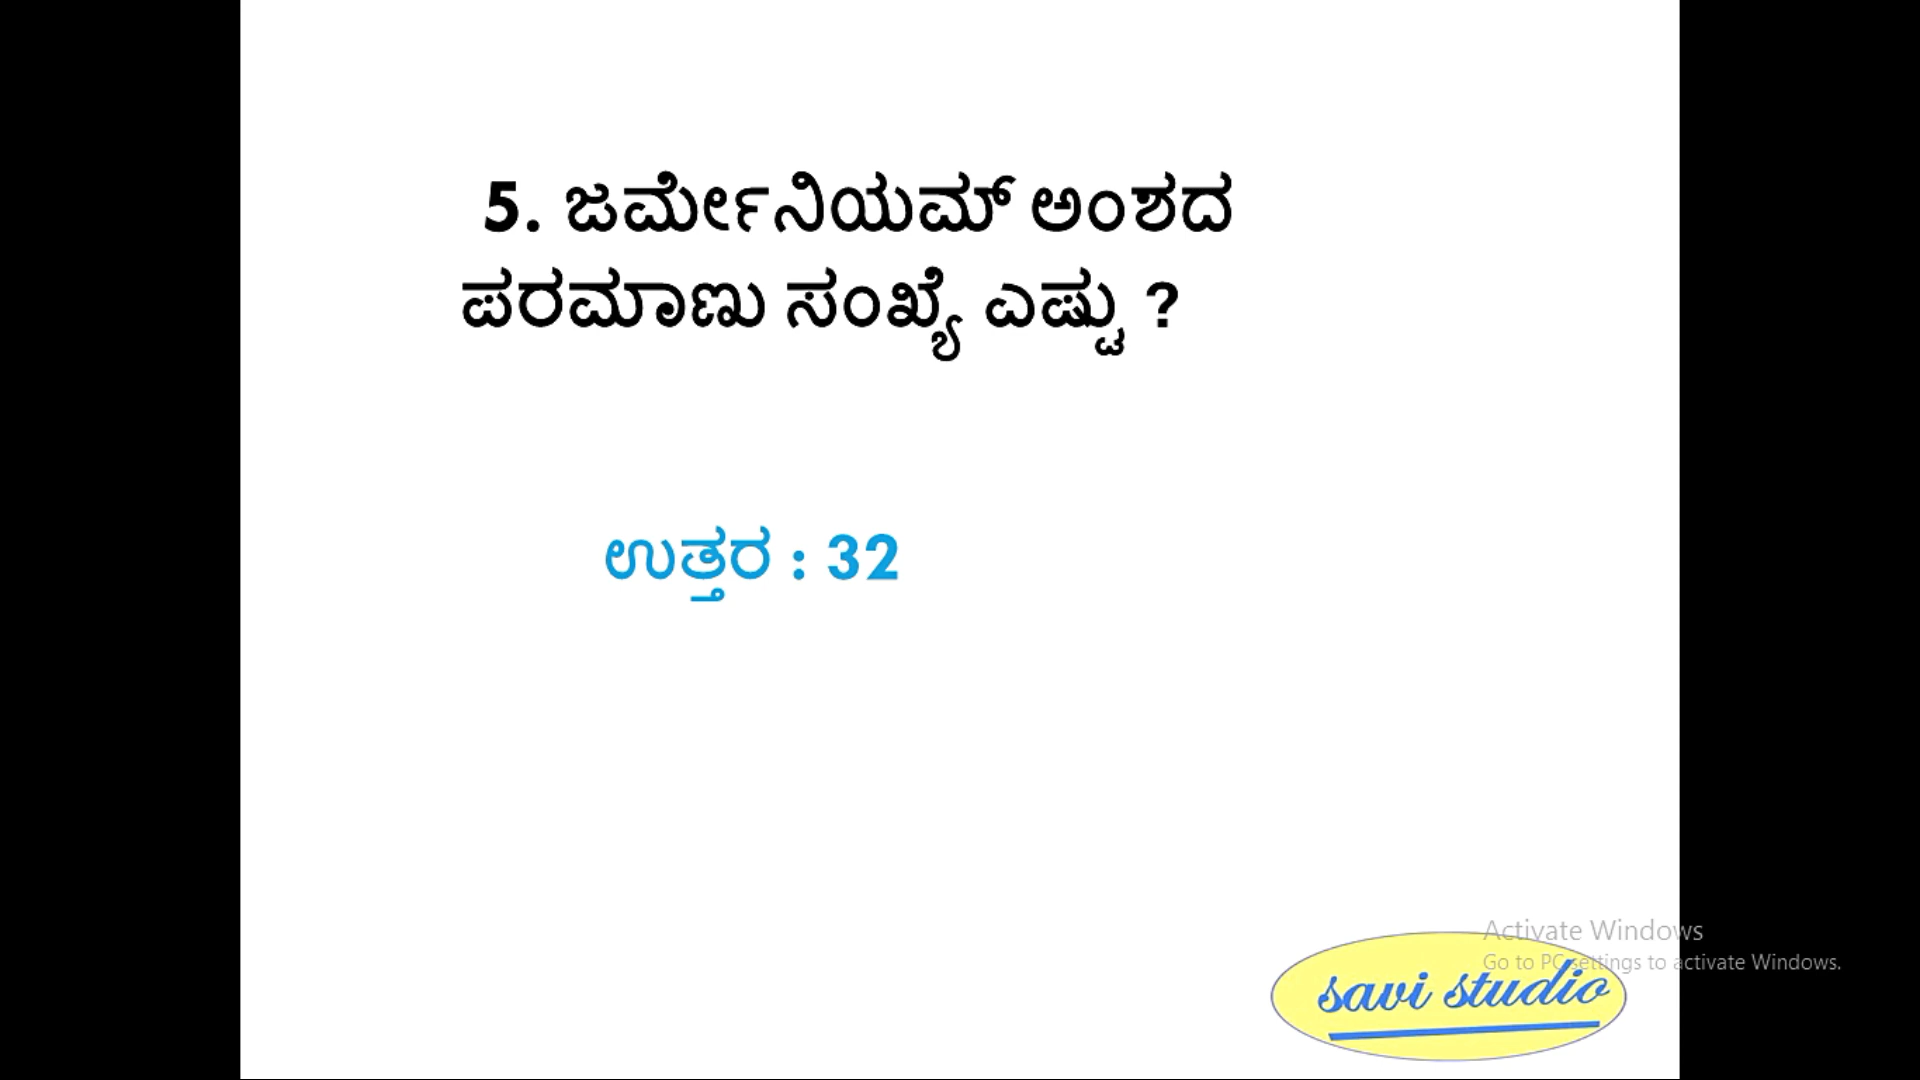 5. ಜರ್ಮೇನಿಯಮ್ ಅಂಶದ
ಪರಮಾಣು ಸಂಖ್ಯೆ ಎಷ್ಟು ?
ಉತ್ತರ : 32
Activate Windows
Go to PC settings to activate Windows.
savi studio